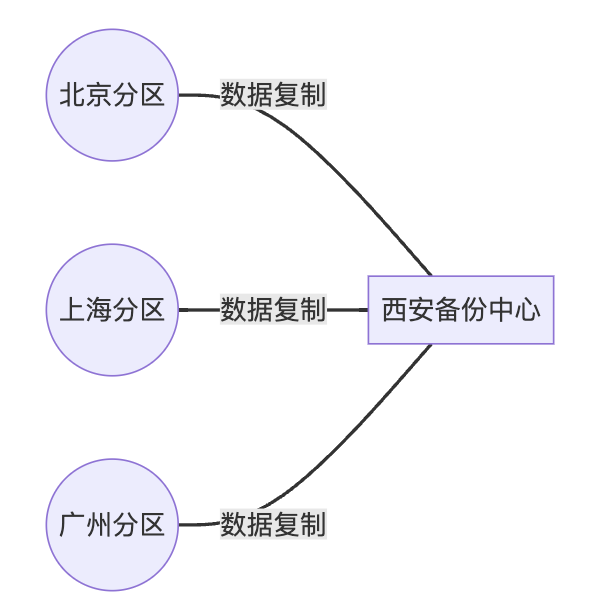 北京分区
数据复制
上海分区
数据复制
西安备份中心
广州分区
数据复制